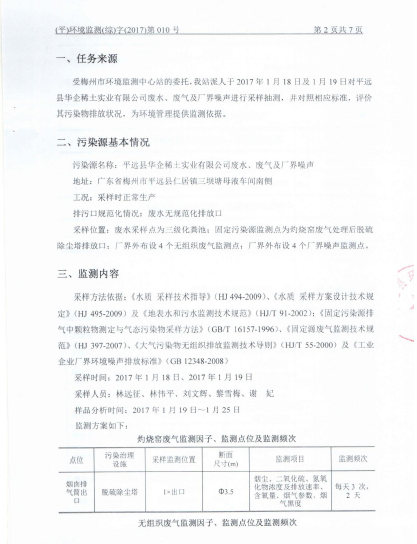 (平)环境监测(综)字(2017)第 010 号 第 2 页共 7 页
一、任务来源
受梅州市环境监测中心站的委托,我站派人于 2017 年 1 月 18 日及 1 月 19 日对平远
县华企稀土实业有限公司废水、废气及厂界噪声进行采样抽测,并对照相应标准,评价
其污染物排放状况,为环境管理提供监测依据。
二、污染源基本情况
污染源名称:平远县华企稀土实业有限公司废水、废气及厂界噪声
地址:广东省梅州市平远县仁居镇三坝塘母渡车间南侧
工况:采样时正常生产
排污口规范化情况:废水无规范化排放口
采样位置:废水采样点为三级化粪池;固定污染源监测点为灼烧窑废气处理后脱硫
除尘塔排放口;厂界外布设 4 个无组织废气监测点;厂界外布设 4 个厂界噪声监测点。
三、监测内容
采样方法依据:《水质 采样技术指导》(HJ 494-2009)、《水质 采样方案设计技术规
定》(HJ 495-2009) 及《地表水和污水监测技术规范》(HJ/T 91-2002);《固定污染源排
气中颗粒物测定与气态污染物采样方法》(GB/T 16157-1996)、《固定源废气监测技术规
范》(HJ 397-2007)、《大气污染物无组织排放监测技术导则》(HJ/T 55-2000) 及《工业
企业厂界环境噪声排放标准》(GB 12348-2008)
采样时间:2017 年 1 月 18 日、2017 年 1 月 19 日
采样人员:林远征、林伟平、刘文辉、黎雪梅、谢 妃
样品分析时间:2017 年 1 月 19 日~1 月 25 日
监测方案如下:
灼烧窑废气监测因子、监测点位及监测频次
点位 污染治理设施 采样监测位置 断面尺寸(m) 监测项目 监测频次
烟囱排气筒出口 脱硫除尘塔 1×出口 Φ3.5 烟尘、二氧化硫、氮氧化物浓度及排放速率、含氧量、烟气参数、烟气黑度 每天 3 次,2 天
无组织废气监测因子、监测点位及监测频次